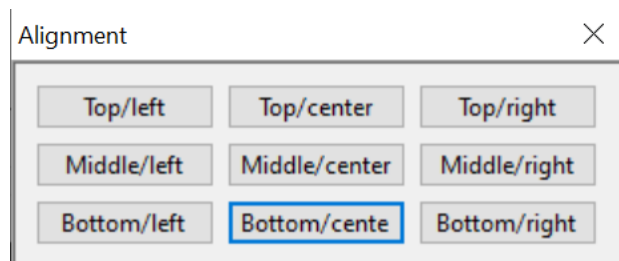 Alignment
Top/left Top/center Top/right
Middle/left Middle/center Middle/right
Bottom/left Bottom/cente Bottom/right